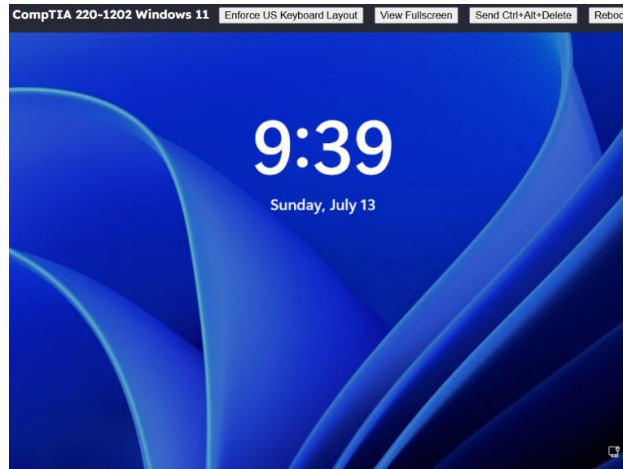 CompTIA 220-1202 Windows 11 Enforce US Keyboard Layout View Fullscreen Send Ctrl+Alt+Delete
9:39
Sunday, July 13